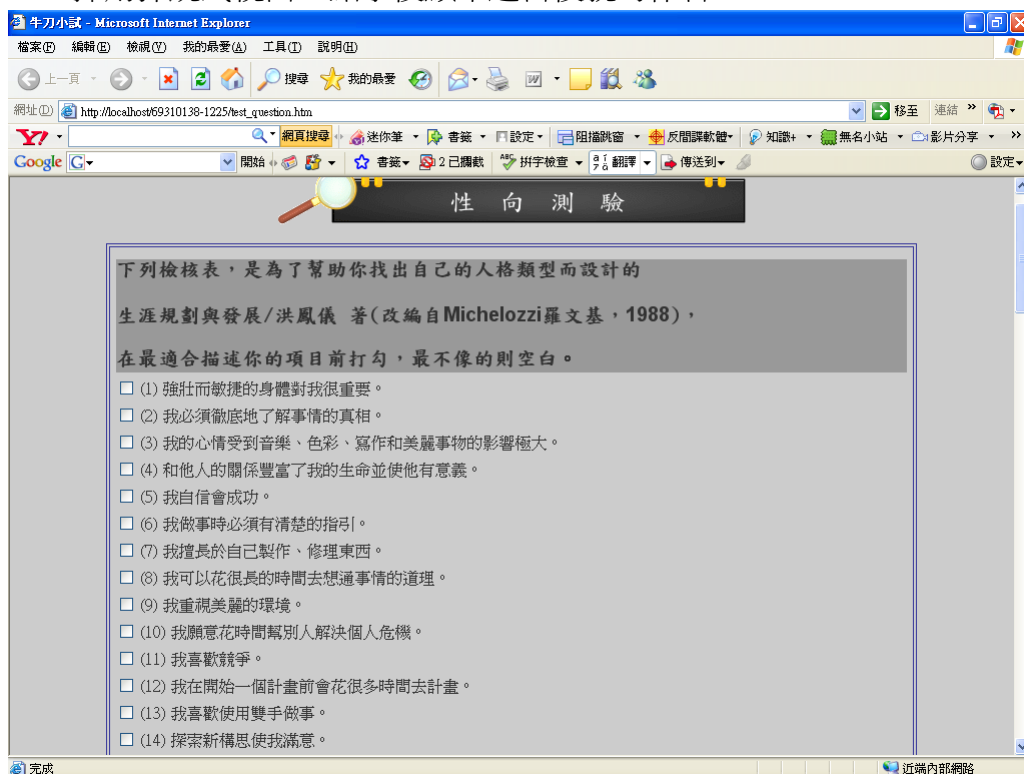 牛刀小試 - Microsoft Internet Explorer
檔案(F) 編輯(E) 檢視(V) 我的最愛(A) 工具(T) 說明(H)
上一頁 搜尋 我的最愛
網址(D) http://localhost/69310138-1225/test_question.htm 移至 連結 »
Y7 網頁搜尋 迷你筆 書籤 設定 阻擋跳窗 反間諜軟體 知識+ 無名小站 影片分享 »
Google G 開始 書籤 2 已攔截 拼字檢查 翻譯 傳送到 設定
性向測驗
下列檢核表，是為了幫助你找出自己的人格類型而設計的
生涯規劃與發展/洪鳳儀 著(改編自Michelozzi羅文基，1988)，
在最適合描述你的項目前打勾，最不像的則空白。
(1) 強壯而敏捷的身體對我很重要。
(2) 我必須徹底地了解事情的真相。
(3) 我的心情受到音樂、色彩、寫作和美麗事物的影響極大。
(4) 和他人的關係豐富了我的生命並使他有意義。
(5) 我自信會成功。
(6) 我做事時必須有清楚的指引。
(7) 我擅長於自己製作、修理東西。
(8) 我可以花很長的時間去想通事情的道理。
(9) 我重視美麗的環境。
(10) 我願意花時間幫別人解決個人危機。
(11) 我喜歡競爭。
(12) 我在開始一個計畫前會花很多時間去計畫。
(13) 我喜歡使用雙手做事。
(14) 探索新構思使我滿意。
完成 近端內部網路